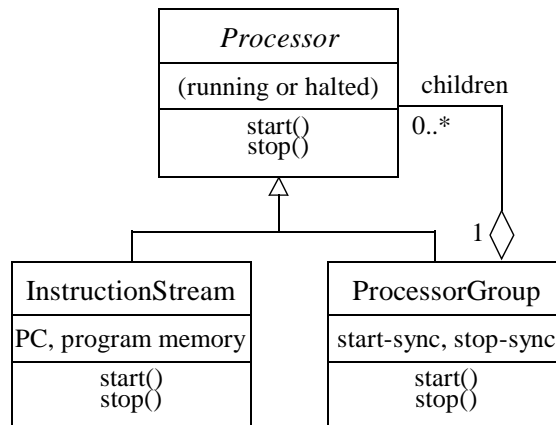 Processor
(running or halted)
children
0..*
start()
stop()
1
InstructionStream
ProcessorGroup
PC, program memory
start-sync, stop-sync
start()
stop()
start()
stop()